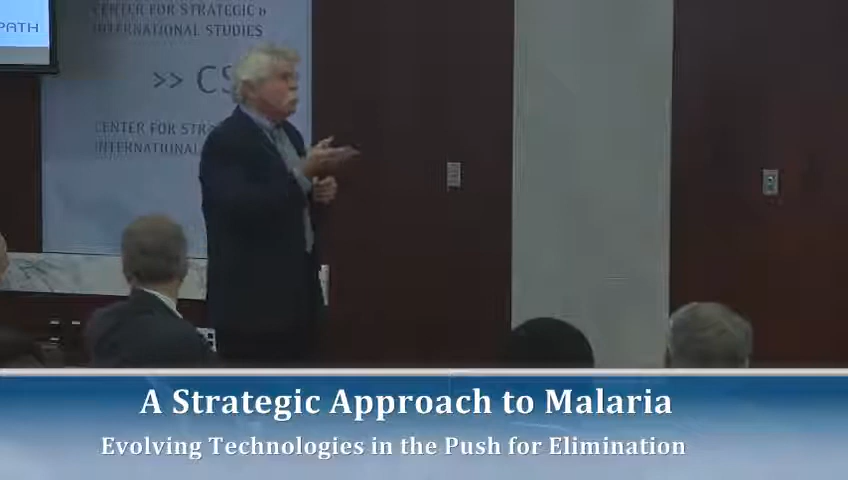 PATH
CENTER FOR STRATEGIC &
INTERNATIONAL STUDIES
>> CS
CENTER FOR STR
INTERNATIONAL
A Strategic Approach to Malaria
Evolving Technologies in the Push for Elimination